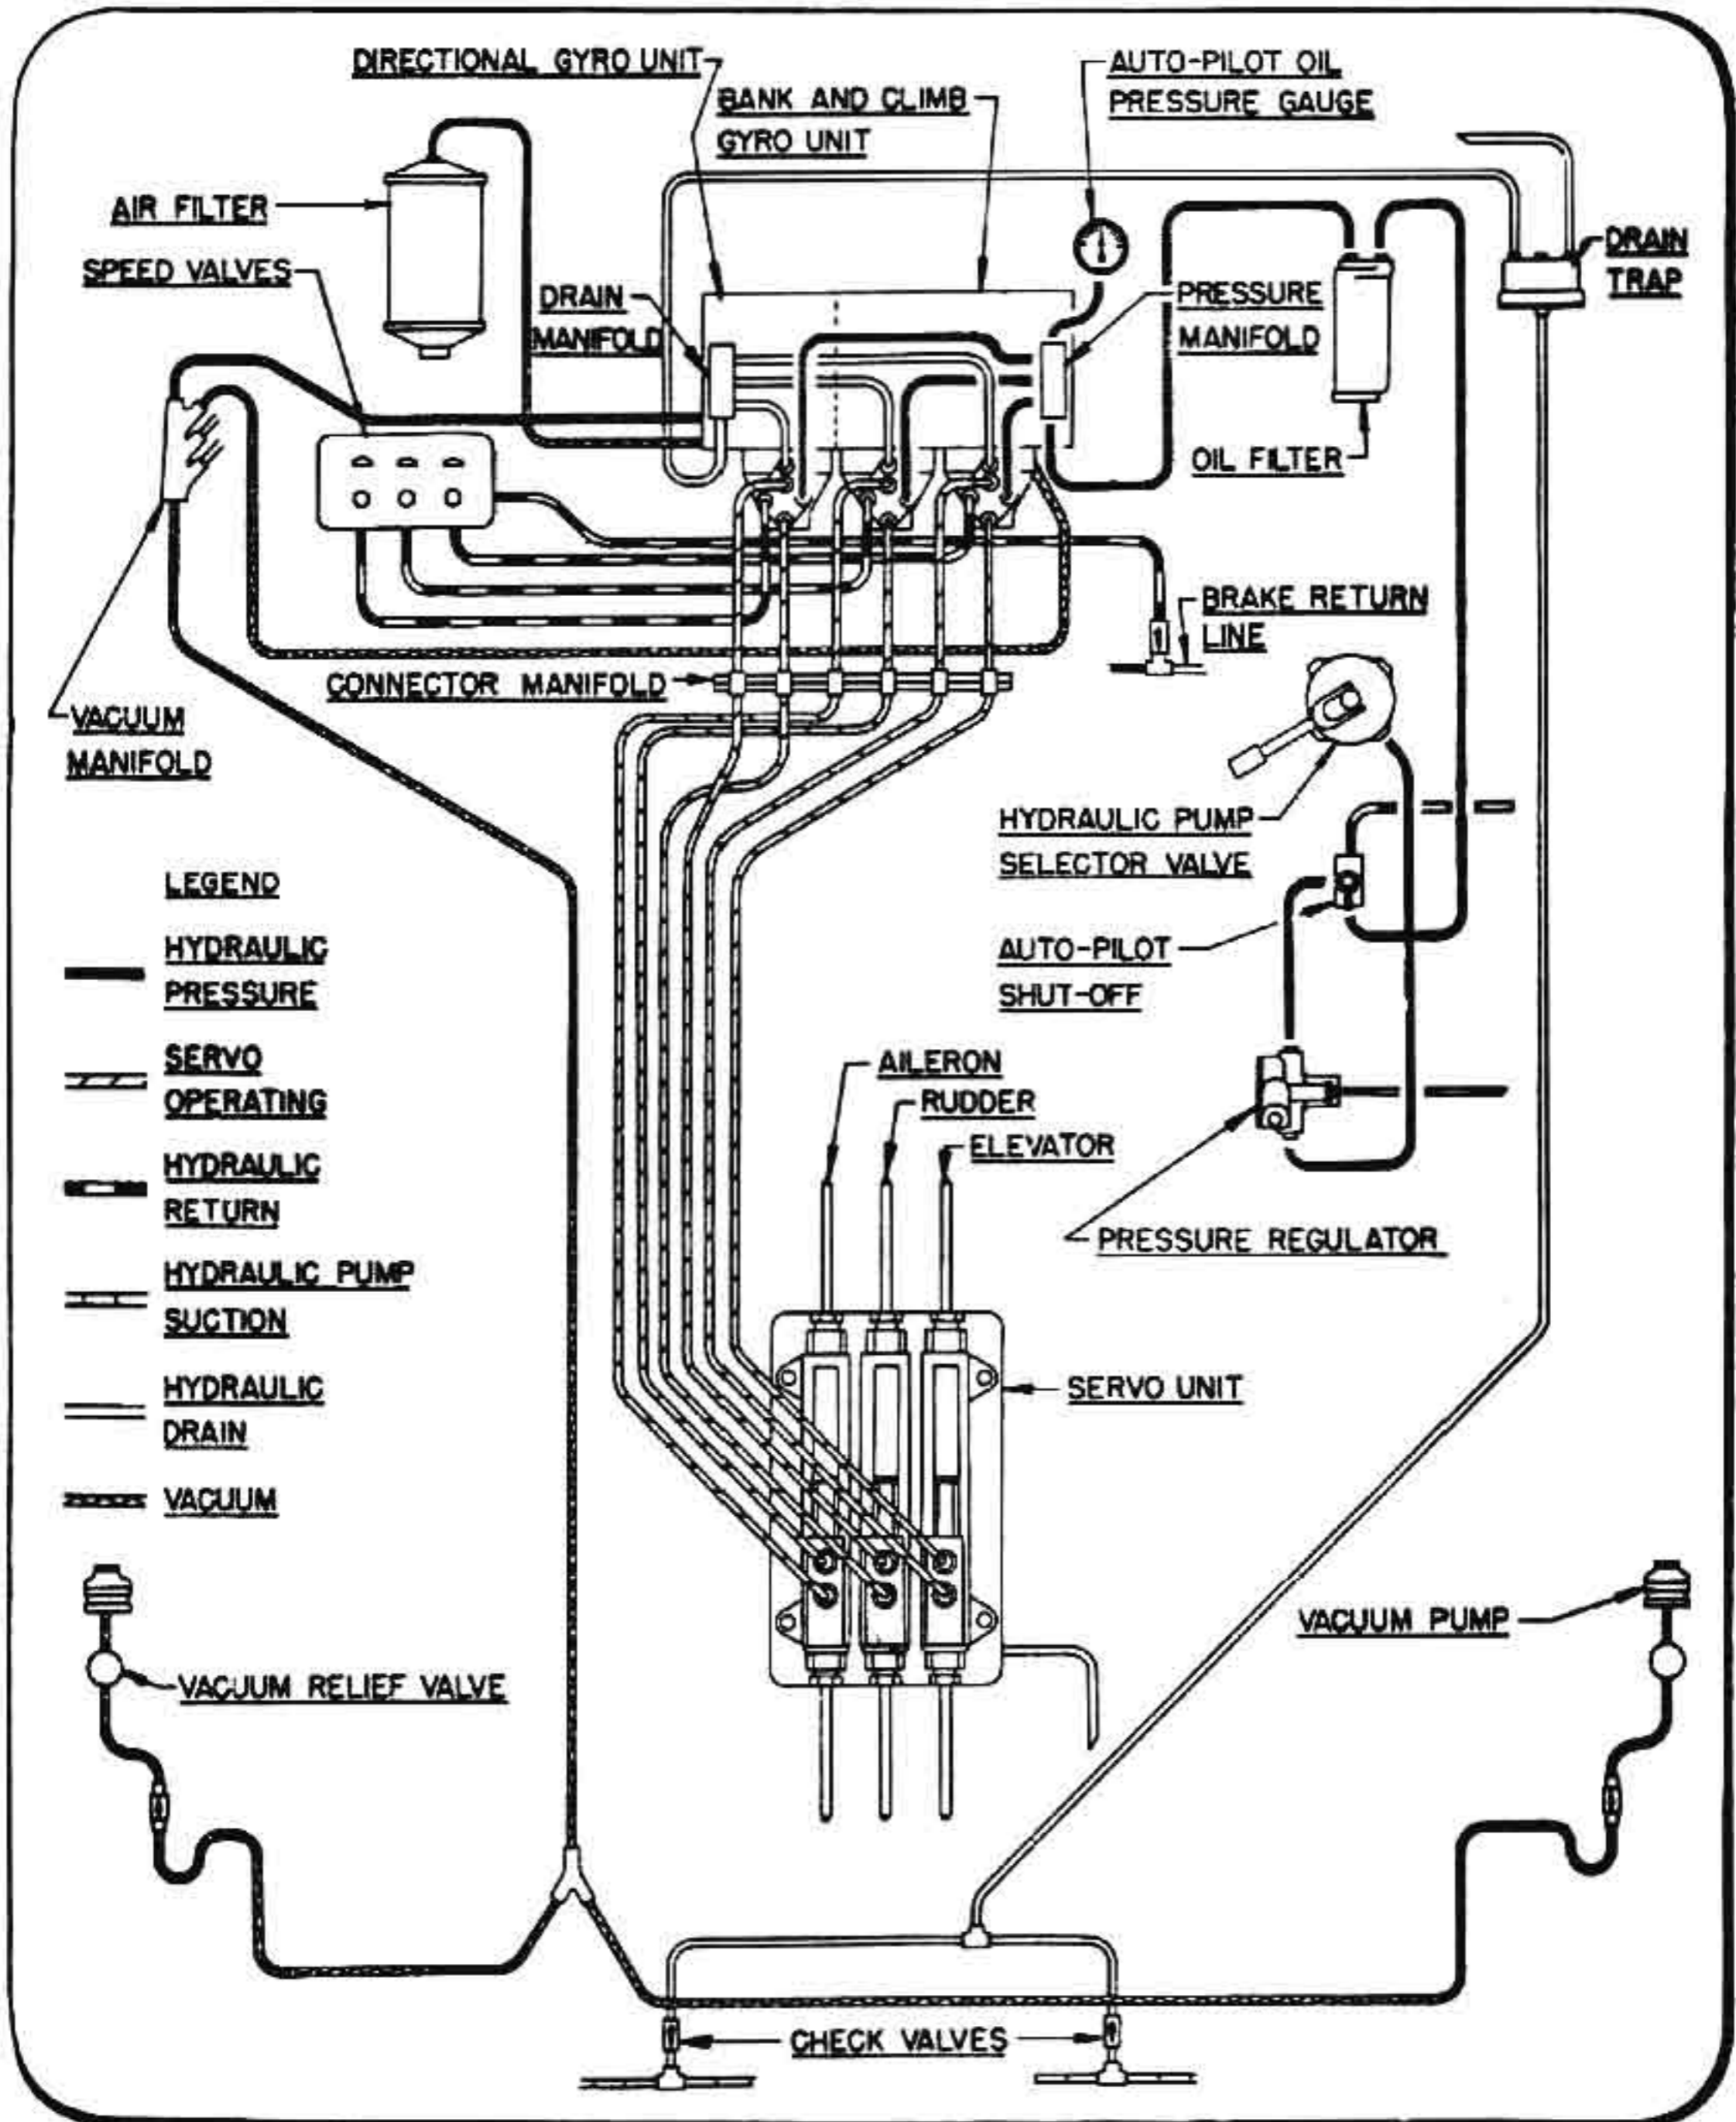 DIRECTIONAL GYRO UNIT
BANK AND CLIMB
GYRO UNIT
AUTO-PILOT OIL
PRESSURE GAUGE
AIR FILTER
SPEED VALVES
DRAIN
MANIFOLD
PRESSURE
MANIFOLD
DRAIN
TRAP
OIL FILTER
BRAKE RETURN
LINE
CONNECTOR MANIFOLD
VACUUM
MANIFOLD
HYDRAULIC PUMP
SELECTOR VALVE
AUTO-PILOT
SHUT-OFF
LEGEND
HYDRAULIC
PRESSURE
SERVO
OPERATING
HYDRAULIC
RETURN
HYDRAULIC PUMP
SUCTION
HYDRAULIC
DRAIN
VACUUM
AILERON
RUDDER
ELEVATOR
PRESSURE REGULATOR
SERVO UNIT
VACUUM PUMP
VACUUM RELIEF VALVE
CHECK VALVES